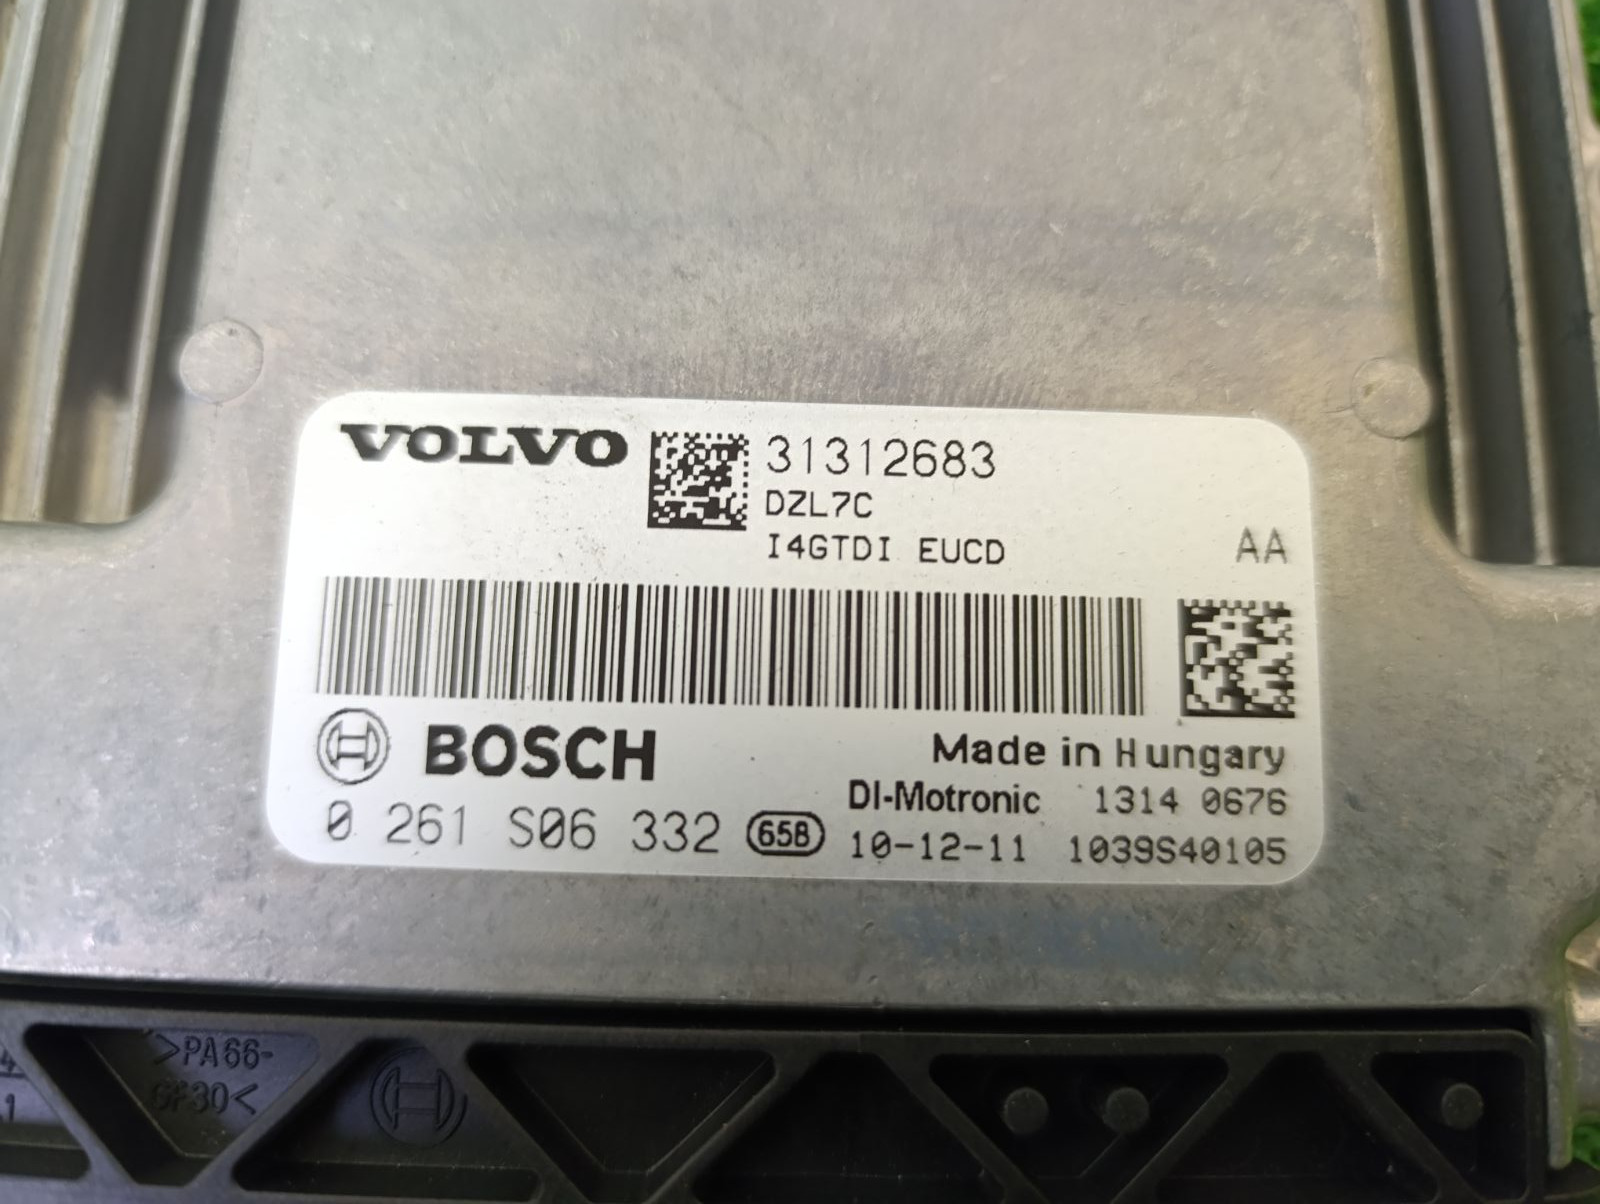 VOLVO 31312683
DZL7C
I4GTDI EUCD AA
BOSCH Made in Hungary
DI-Motronic 1314 0676
0 261 S06 332 65B 10-12-11 1039S40105
>PA66-
GF30<